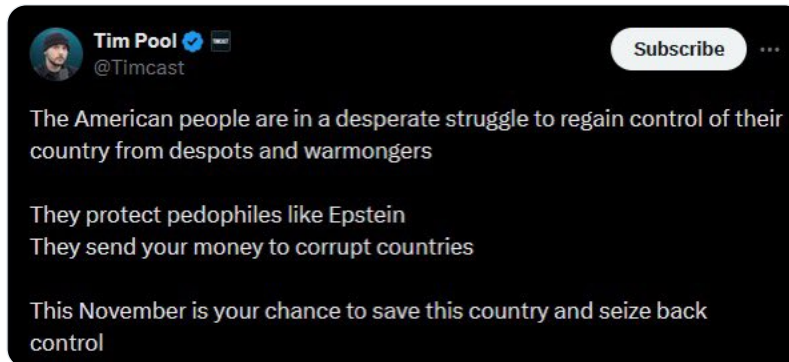 Tim Pool
@Timcast
Subscribe
The American people are in a desperate struggle to regain control of their
country from despots and warmongers
They protect pedophiles like Epstein
They send your money to corrupt countries
This November is your chance to save this country and seize back
control